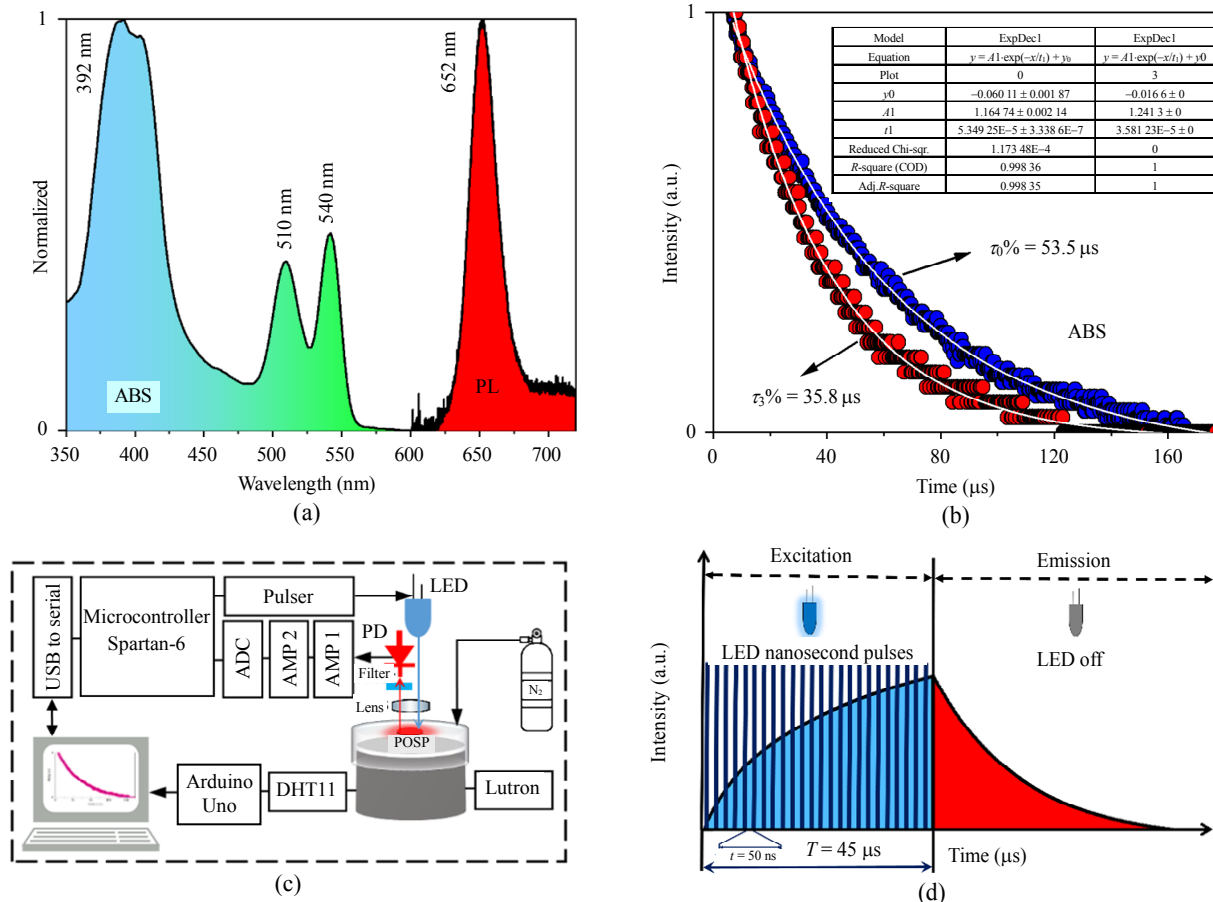 (a)
1
0
Normalized
392 nm
510 nm
540 nm
652 nm
ABS
PL
350 400 450 500 550 600 650 700
Wavelength (nm)
(b)
1
1
Intensity (a.u.)
Model ExpDec1 ExpDec1
Equation y = A1·exp(−x/t1) + y0 y = A1·exp(−x/t1) + y0
Plot 0 3
y0 −0.060 11 ± 0.001 87 −0.016 6 ± 0
A1 1.164 74 ± 0.002 14 1.241 3 ± 0
t1 5.349 25E−5 ± 3.338 6E−7 3.581 23E−5 ± 0
Reduced Chi-sqr. 1.173 48E−4 0
R-square (COD) 0.998 36 1
Adj.R-square 0.998 35 1
τ0% = 53.5 μs
ABS
τ3% = 35.8 μs
0 40 80 120 160
Time (μs)
(a)
(b)
USB to serial
Microcontroller
Spartan-6
Pulser
LED
ADC
AMP 2
AMP 1
PD
Filter
Lens
POSP
N2
Arduino
Uno
DHT11
Lutron
(c)
Excitation
Emission
LED nanosecond pulses
LED off
Intensity (a.u.)
t = 50 ns
T = 45 μs
Time (μs)
(d)